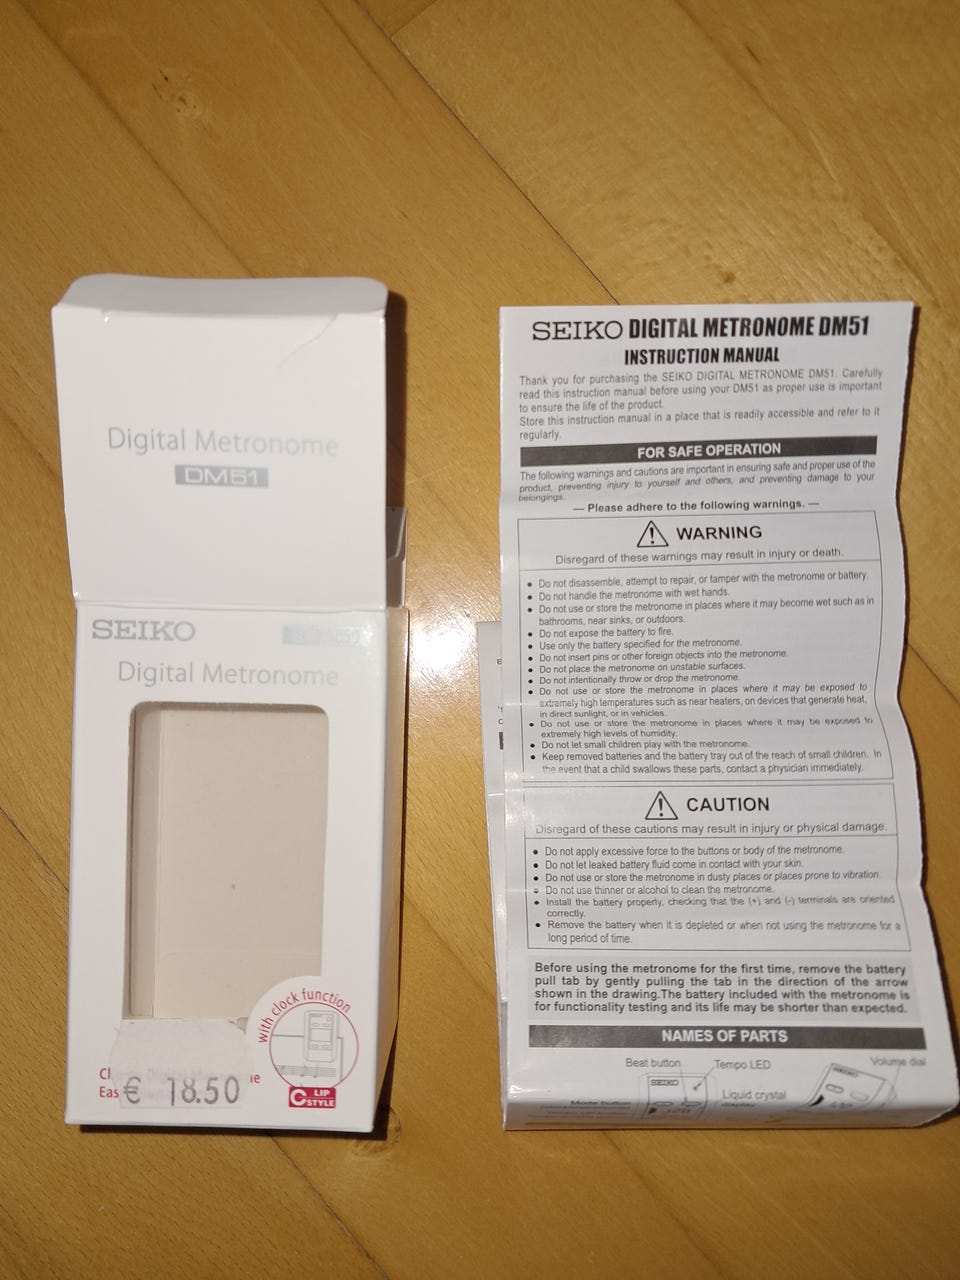 Digital Metronome
DM51
SEIKO
Digital Metronome
with clock function
Eas
€ 18.50
CLIP
STYLE
SEIKO DIGITAL METRONOME DM51
INSTRUCTION MANUAL
Thank you for purchasing the SEIKO DIGITAL METRONOME DM51. Carefully
read this instruction manual before using your DM51 as proper use is important
to ensure the life of the product.
Store this instruction manual in a place that is readily accessible and refer to it
regularly.
FOR SAFE OPERATION
The following warnings and cautions are important in ensuring safe and proper use of the
product, preventing injury to yourself and others, and preventing damage to your
belongings.
— Please adhere to the following warnings. —
WARNING
Disregard of these warnings may result in injury or death.
• Do not disassemble, attempt to repair, or tamper with the metronome or battery.
• Do not handle the metronome with wet hands.
• Do not use or store the metronome in places where it may become wet such as in
bathrooms, near sinks, or outdoors.
• Do not expose the battery to fire.
• Use only the battery specified for the metronome.
• Do not insert pins or other foreign objects into the metronome.
• Do not place the metronome on unstable surfaces.
• Do not intentionally throw or drop the metronome.
• Do not use or store the metronome in places where it may be exposed to
extremely high temperatures such as near heaters, on devices that generate heat,
in direct sunlight, or in vehicles.
• Do not use or store the metronome in places where it may be exposed to
extremely high levels of humidity.
• Do not let small children play with the metronome.
• Keep removed batteries and the battery tray out of the reach of small children. In
the event that a child swallows these parts, contact a physician immediately.
CAUTION
Disregard of these cautions may result in injury or physical damage.
• Do not apply excessive force to the buttons or body of the metronome.
• Do not let leaked battery fluid come in contact with your skin.
• Do not use or store the metronome in dusty places or places prone to vibration.
• Do not use thinner or alcohol to clean the metronome.
• Install the battery properly, checking that the (+) and (-) terminals are oriented
correctly.
• Remove the battery when it is depleted or when not using the metronome for a
long period of time.
Before using the metronome for the first time, remove the battery
pull tab by gently pulling the tab in the direction of the arrow
shown in the drawing.The battery included with the metronome is
for functionality testing and its life may be shorter than expected.
NAMES OF PARTS
Beat button
Tempo LED
Volume dial
SEIKO
Liquid crystal
display
Mode button